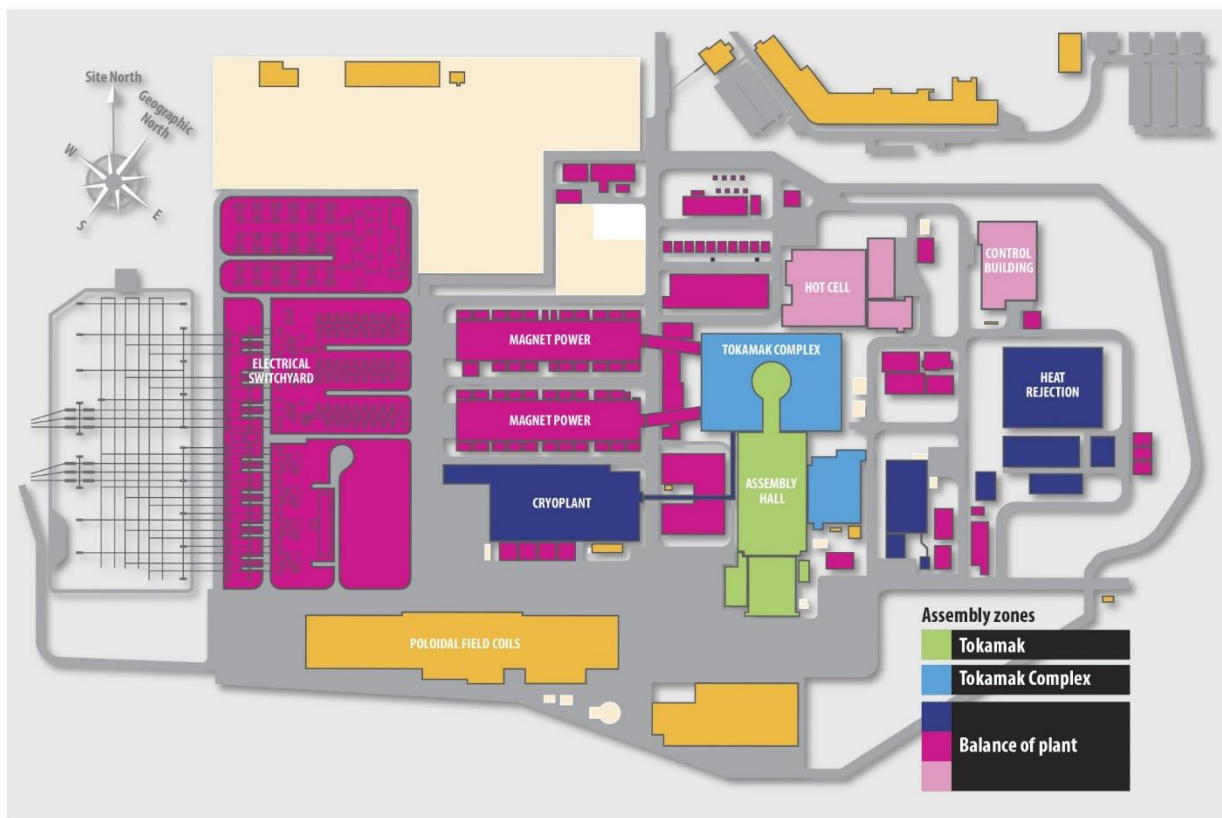 Site North
Geographic
North
W
S
E
ELECTRICAL
SWITCHYARD
MAGNET POWER
MAGNET POWER
CRYOPLANT
TOKAMAK COMPLEX
ASSEMBLY
HALL
HOT CELL
CONTROL
BUILDING
HEAT
REJECTION
POLOIDAL FIELD COILS
Assembly zones
Tokamak
Tokamak Complex
Balance of plant